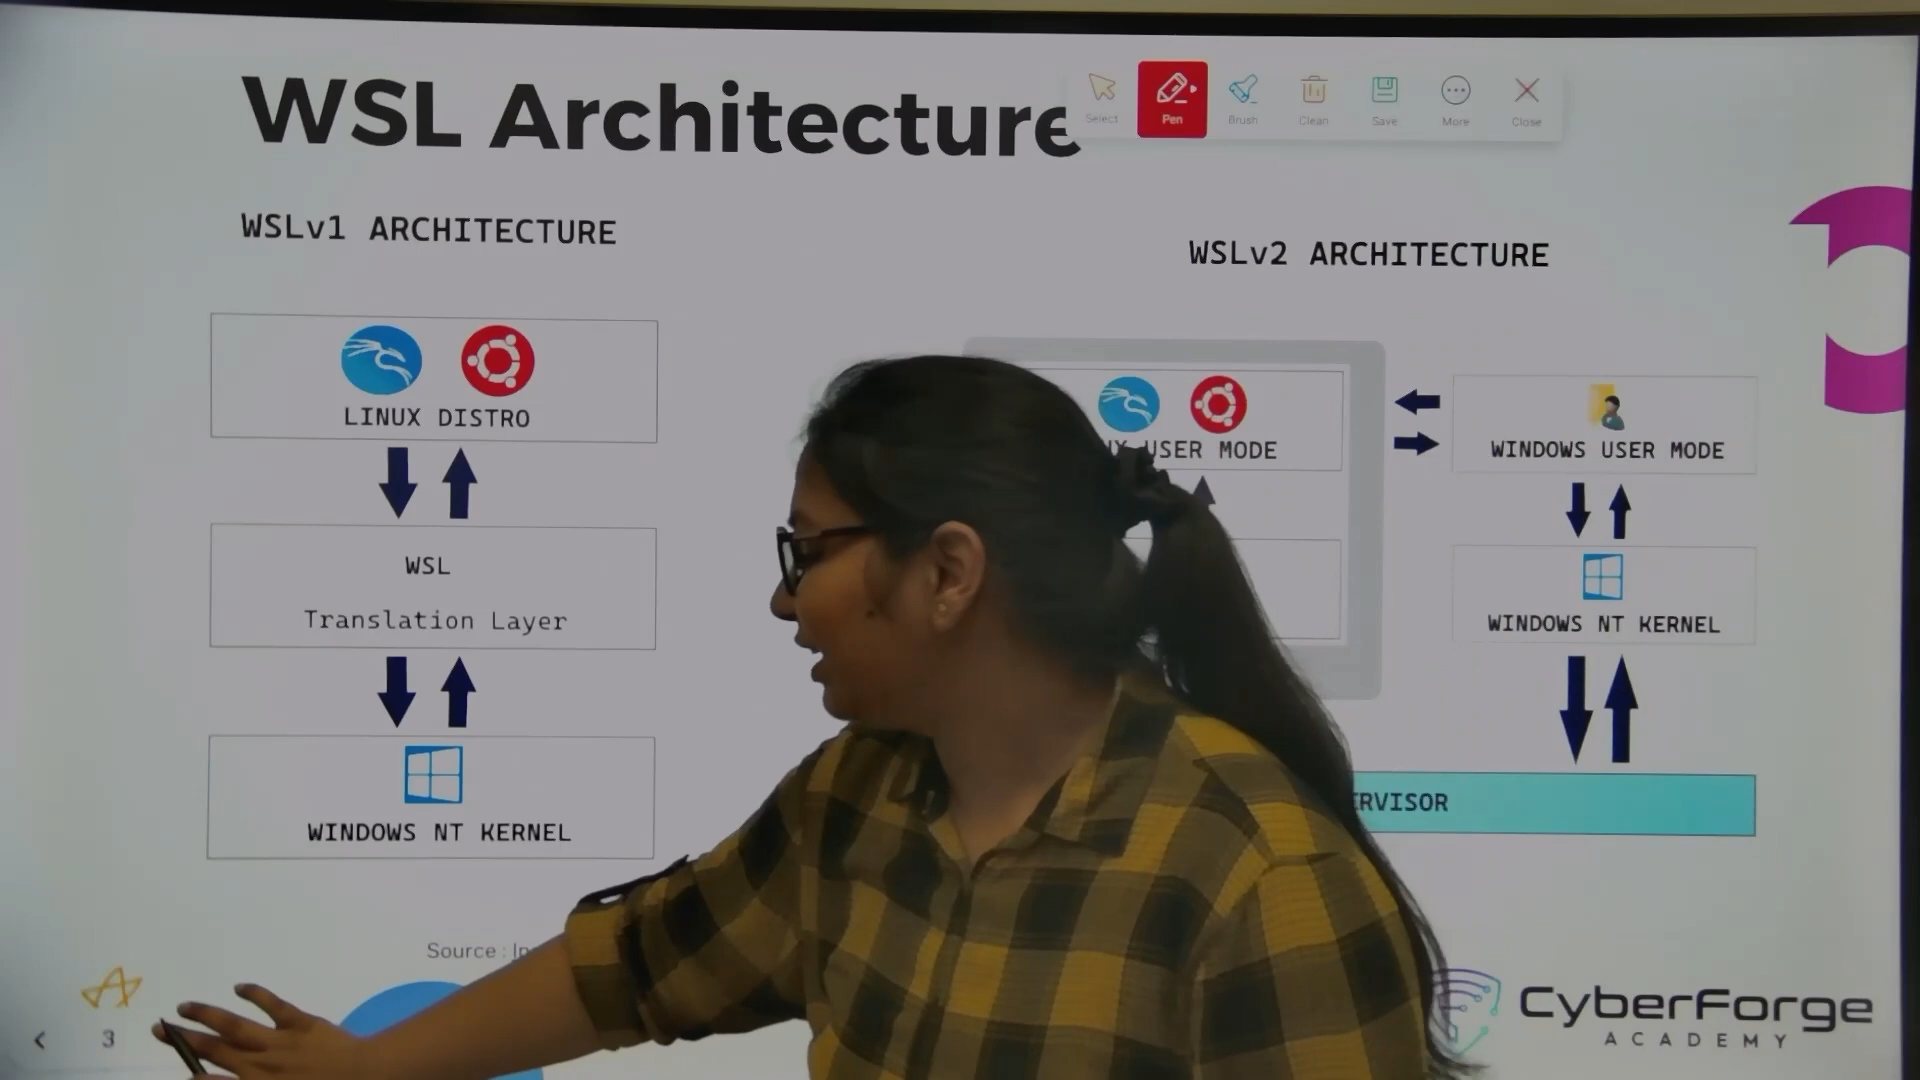 WSL Architecture
Select
Pen
Brush
Clean
Save
More
Close
WSLv1 ARCHITECTURE
WSLv2 ARCHITECTURE
LINUX DISTRO
WSL
Translation Layer
WINDOWS NT KERNEL
USER MODE
WINDOWS USER MODE
WINDOWS NT KERNEL
RVISOR
Source :
3
CyberForge
ACADEMY